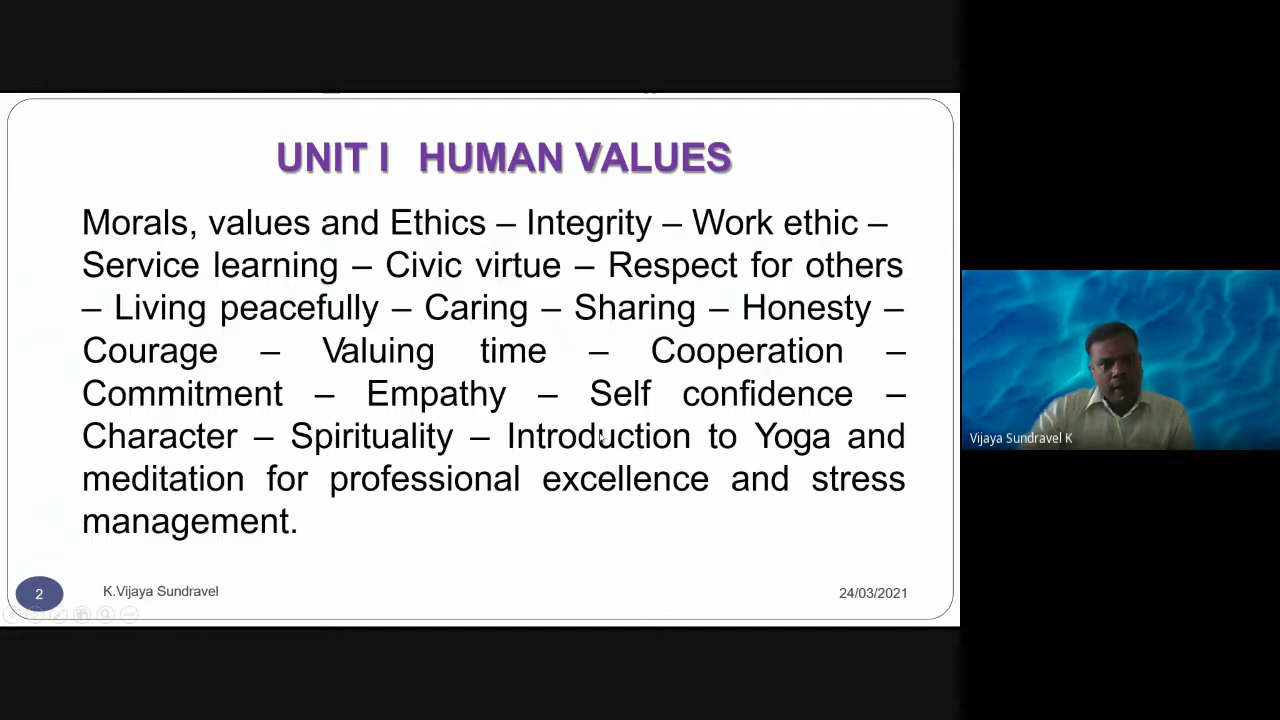 UNIT I HUMAN VALUES
Morals, values and Ethics – Integrity – Work ethic –
Service learning – Civic virtue – Respect for others
– Living peacefully – Caring – Sharing – Honesty –
Courage – Valuing time – Cooperation –
Commitment – Empathy – Self confidence –
Character – Spirituality – Introduction to Yoga and
meditation for professional excellence and stress
management.
2
K.Vijaya Sundravel
24/03/2021
Vijaya Sundravel K